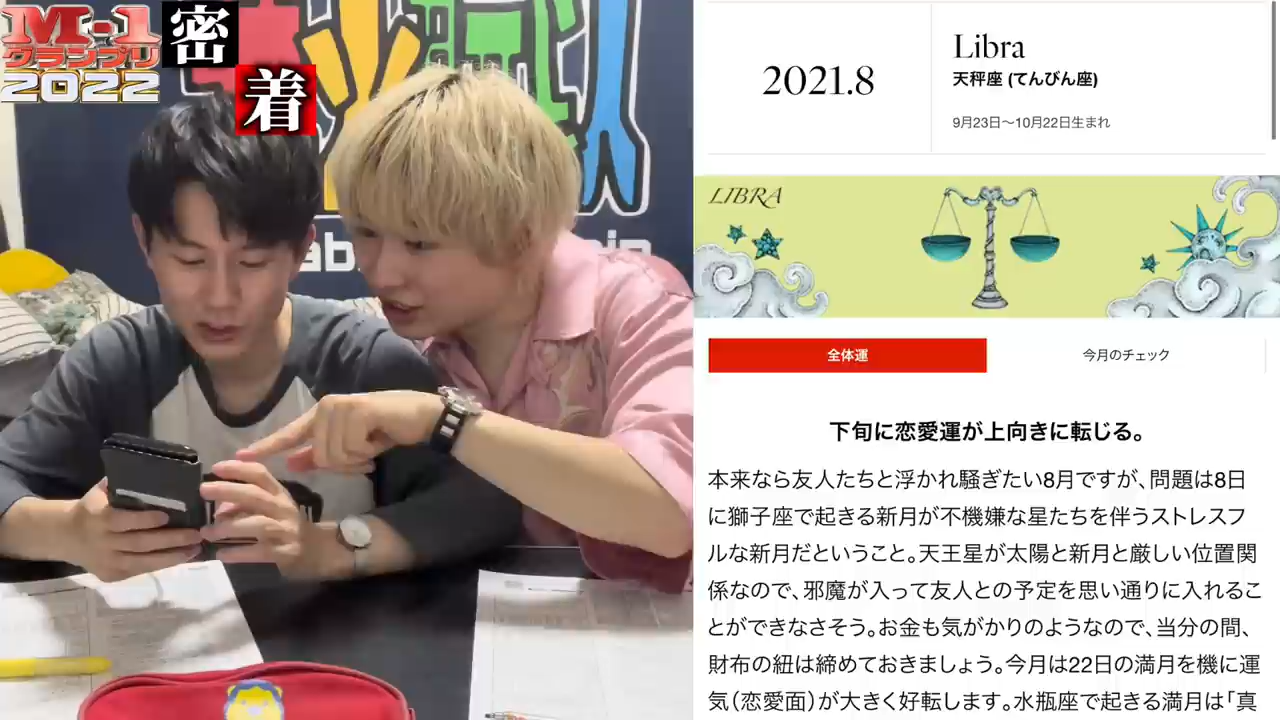 M-1
グランプリ
2022
密
着
2021.8
Libra
天秤座 (てんびん座)
9月23日〜10月22日生まれ
LIBRA
全体運
今月のチェック
下旬に恋愛運が上向きに転じる。
本来なら友人たちと浮かれ騒ぎたい8月ですが、問題は8日
に獅子座で起きる新月が不機嫌な星たちを伴うストレスフ
ルな新月だということ。天王星が太陽と新月と厳しい位置関
係なので、邪魔が入って友人との予定を思い通りに入れるこ
とができなさそう。お金も気がかりのようなので、当分の間、
財布の紐は締めておきましょう。今月は22日の満月を機に運
気（恋愛面）が大きく好転します。水瓶座で起きる満月は「真